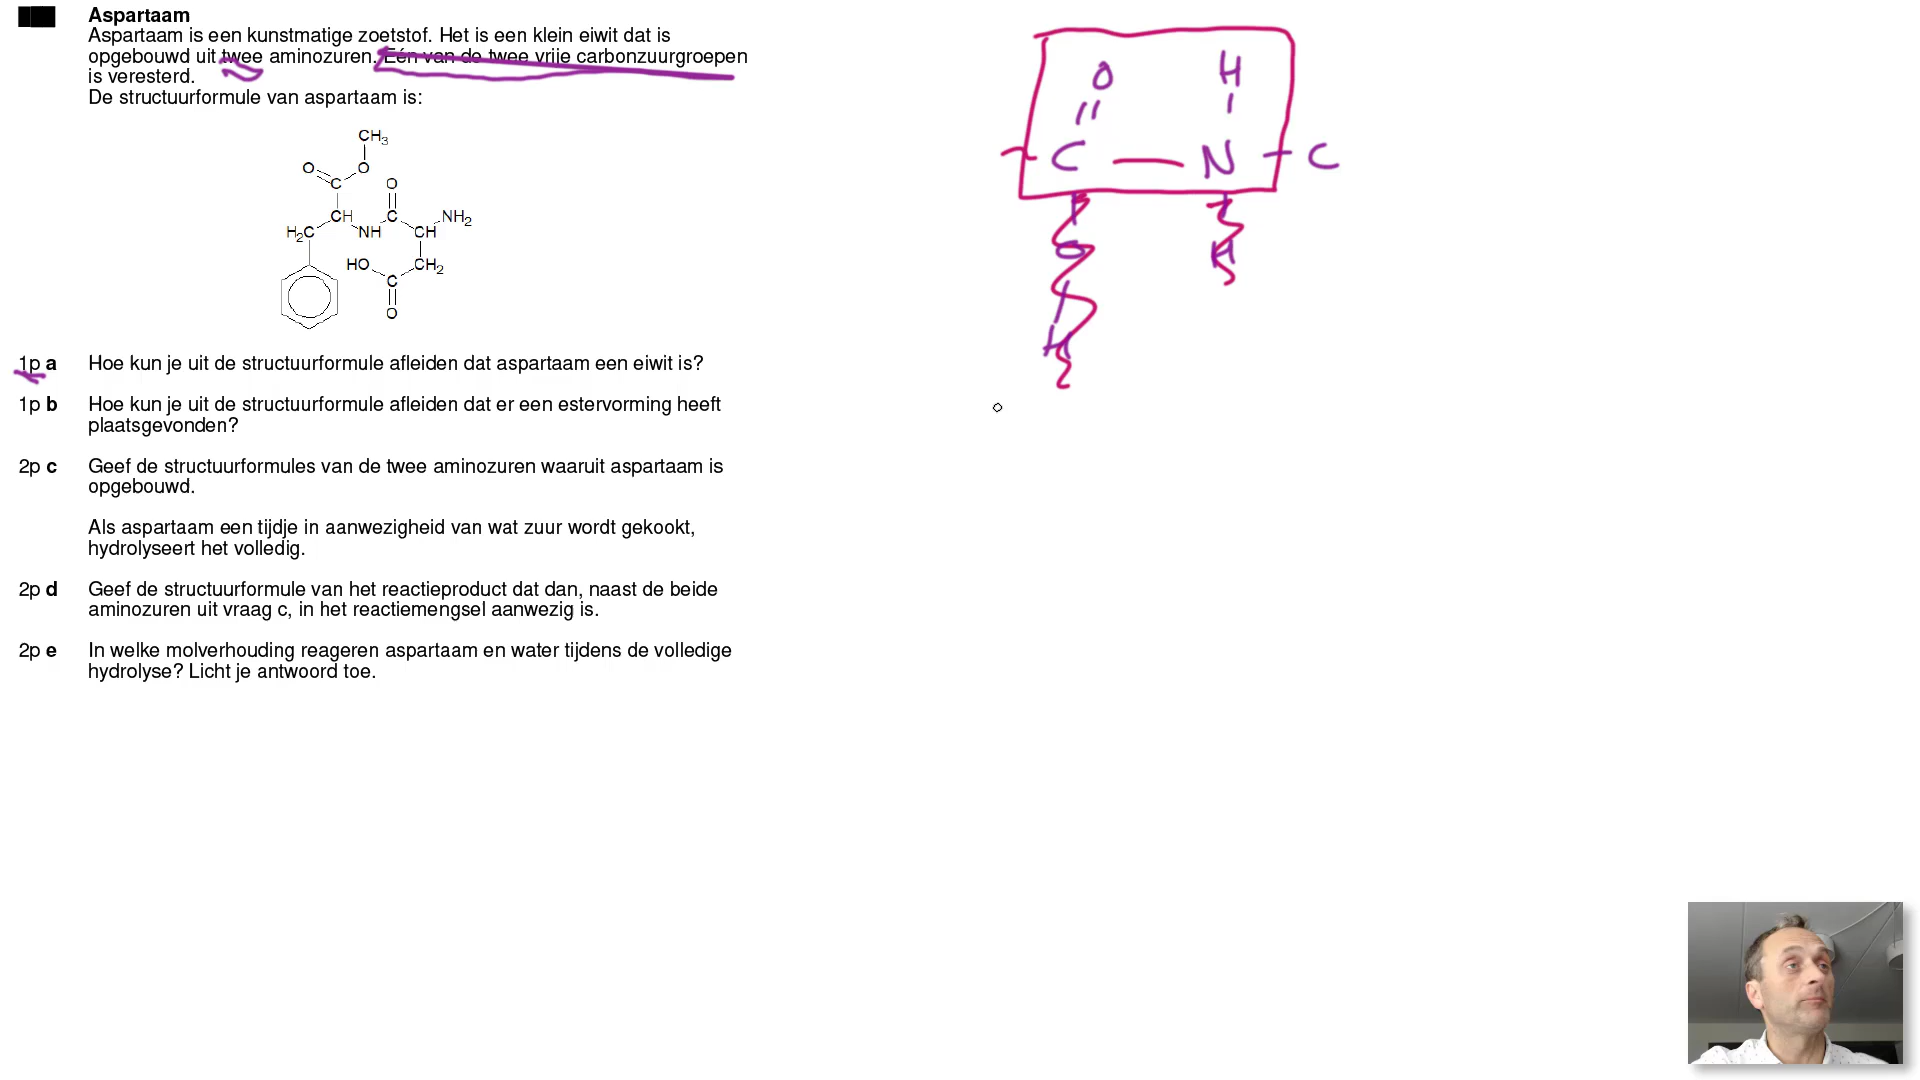 Aspartaam
Aspartaam is een kunstmatige zoetstof. Het is een klein eiwit dat is
opgebouwd uit twee aminozuren. Eén van de twee vrije carbonzuurgroepen
is veresterd.
De structuurformule van aspartaam is:
CH3
O O
C O
CH C NH2
H2C NH CH
HO CH2
C
O
1p a Hoe kun je uit de structuurformule afleiden dat aspartaam een eiwit is?
1p b Hoe kun je uit de structuurformule afleiden dat er een estervorming heeft
plaatsgevonden?
2p c Geef de structuurformules van de twee aminozuren waaruit aspartaam is
opgebouwd.
Als aspartaam een tijdje in aanwezigheid van wat zuur wordt gekookt,
hydrolyseert het volledig.
2p d Geef de structuurformule van het reactieproduct dat dan, naast de beide
aminozuren uit vraag c, in het reactiemengsel aanwezig is.
2p e In welke molverhouding reageren aspartaam en water tijdens de volledige
hydrolyse? Licht je antwoord toe.
O H
C N C
O H
H